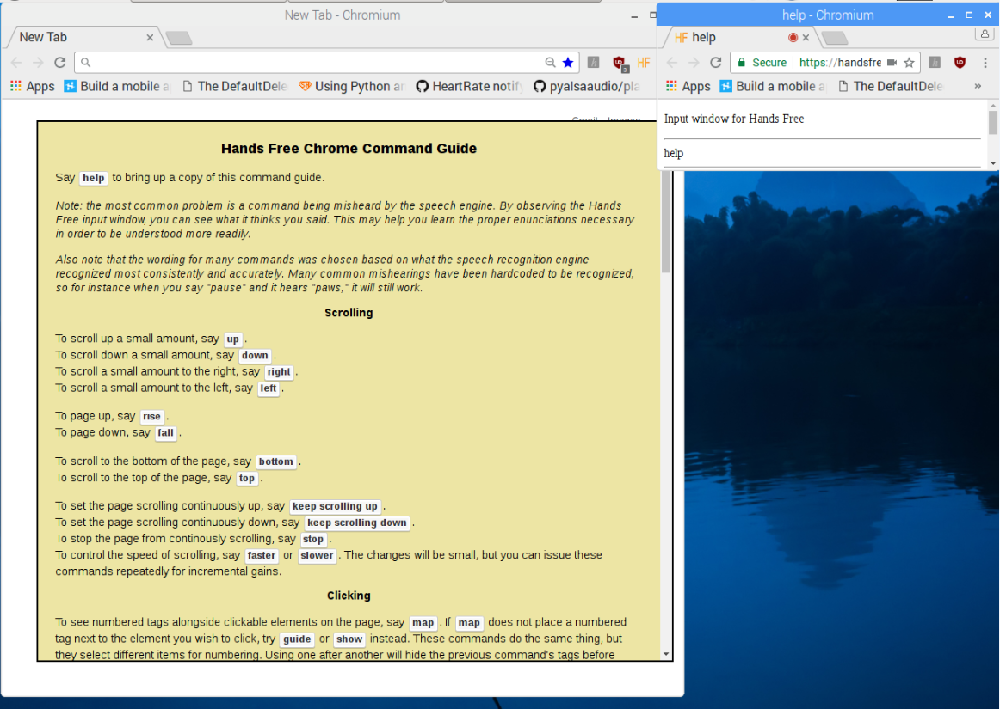 New Tab - Chromium
New Tab
Apps Build a mobile a The DefaultDele Using Python an HeartRate notify pyalsaaudio/pla
HF
3
Gmail Images
Hands Free Chrome Command Guide
Say help to bring up a copy of this command guide.
Note: the most common problem is a command being misheard by the speech engine. By observing the Hands
Free input window, you can see what it thinks you said. This may help you learn the proper enunciations necessary
in order to be understood more readily.
Also note that the wording for many commands was chosen based on what the speech recognition engine
recognized most consistently and accurately. Many common mishearings have been hardcoded to be recognized,
so for instance when you say "pause" and it hears "paws," it will still work.
Scrolling
To scroll up a small amount, say up .
To scroll down a small amount, say down .
To scroll a small amount to the right, say right .
To scroll a small amount to the left, say left .
To page up, say rise .
To page down, say fall .
To scroll to the bottom of the page, say bottom .
To scroll to the top of the page, say top .
To set the page scrolling continuously up, say keep scrolling up .
To set the page scrolling continuously down, say keep scrolling down .
To stop the page from continously scrolling, say stop .
To control the speed of scrolling, say faster or slower . The changes will be small, but you can issue these
commands repeatedly for incremental gains.
Clicking
To see numbered tags alongside clickable elements on the page, say map . If map does not place a numbered
tag next to the element you wish to click, try guide or show instead. These commands do the same thing, but
they select different items for numbering. Using one after another will hide the previous command's tags before
help - Chromium
HF help
Secure https://handsfre
Apps Build a mobile a The DefaultDele »
Input window for Hands Free
help